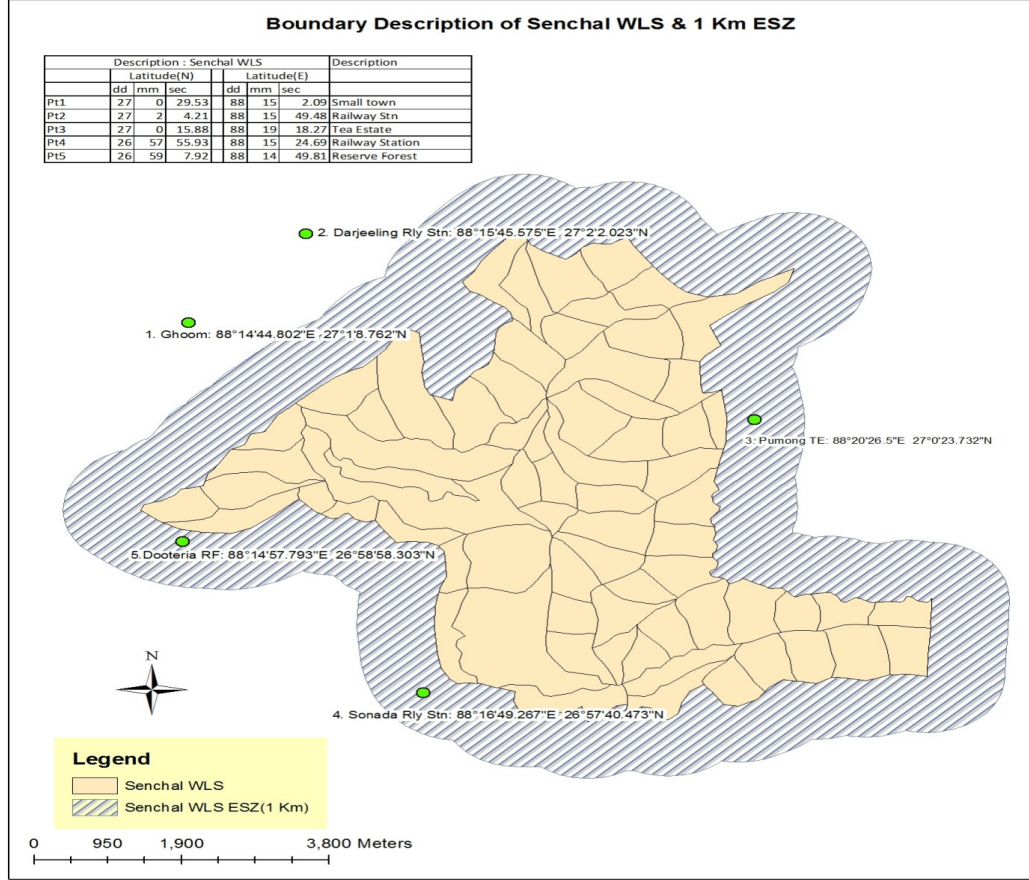 Boundary Description of Senchal WLS & 1 Km ESZ
Description : Senchal WLS Description
Latitude(N) Latitude(E)
dd mm sec dd mm sec
Pt1 27 0 29.53 88 15 2.09 Small town
Pt2 27 2 4.21 88 15 49.48 Railway Stn
Pt3 27 0 15.88 88 19 18.27 Tea Estate
Pt4 26 57 55.93 88 15 24.69 Railway Station
Pt5 26 59 7.92 88 14 49.81 Reserve Forest
2. Darjeeling Rly Stn: 88°15'45.575"E 27°2'2.023"N
1. Ghoom: 88°14'44.802"E 27°1'8.762"N
3: Pumong TE: 88°20'26.5"E 27°0'23.732"N
5.Dooteria RF: 88°14'57.793"E 26°58'58.303"N
4. Sonada Rly Stn: 88°16'49.267"E 26°57'40.473"N
N
Legend
Senchal WLS
Senchal WLS ESZ(1 Km)
0 950 1,900 3,800 Meters